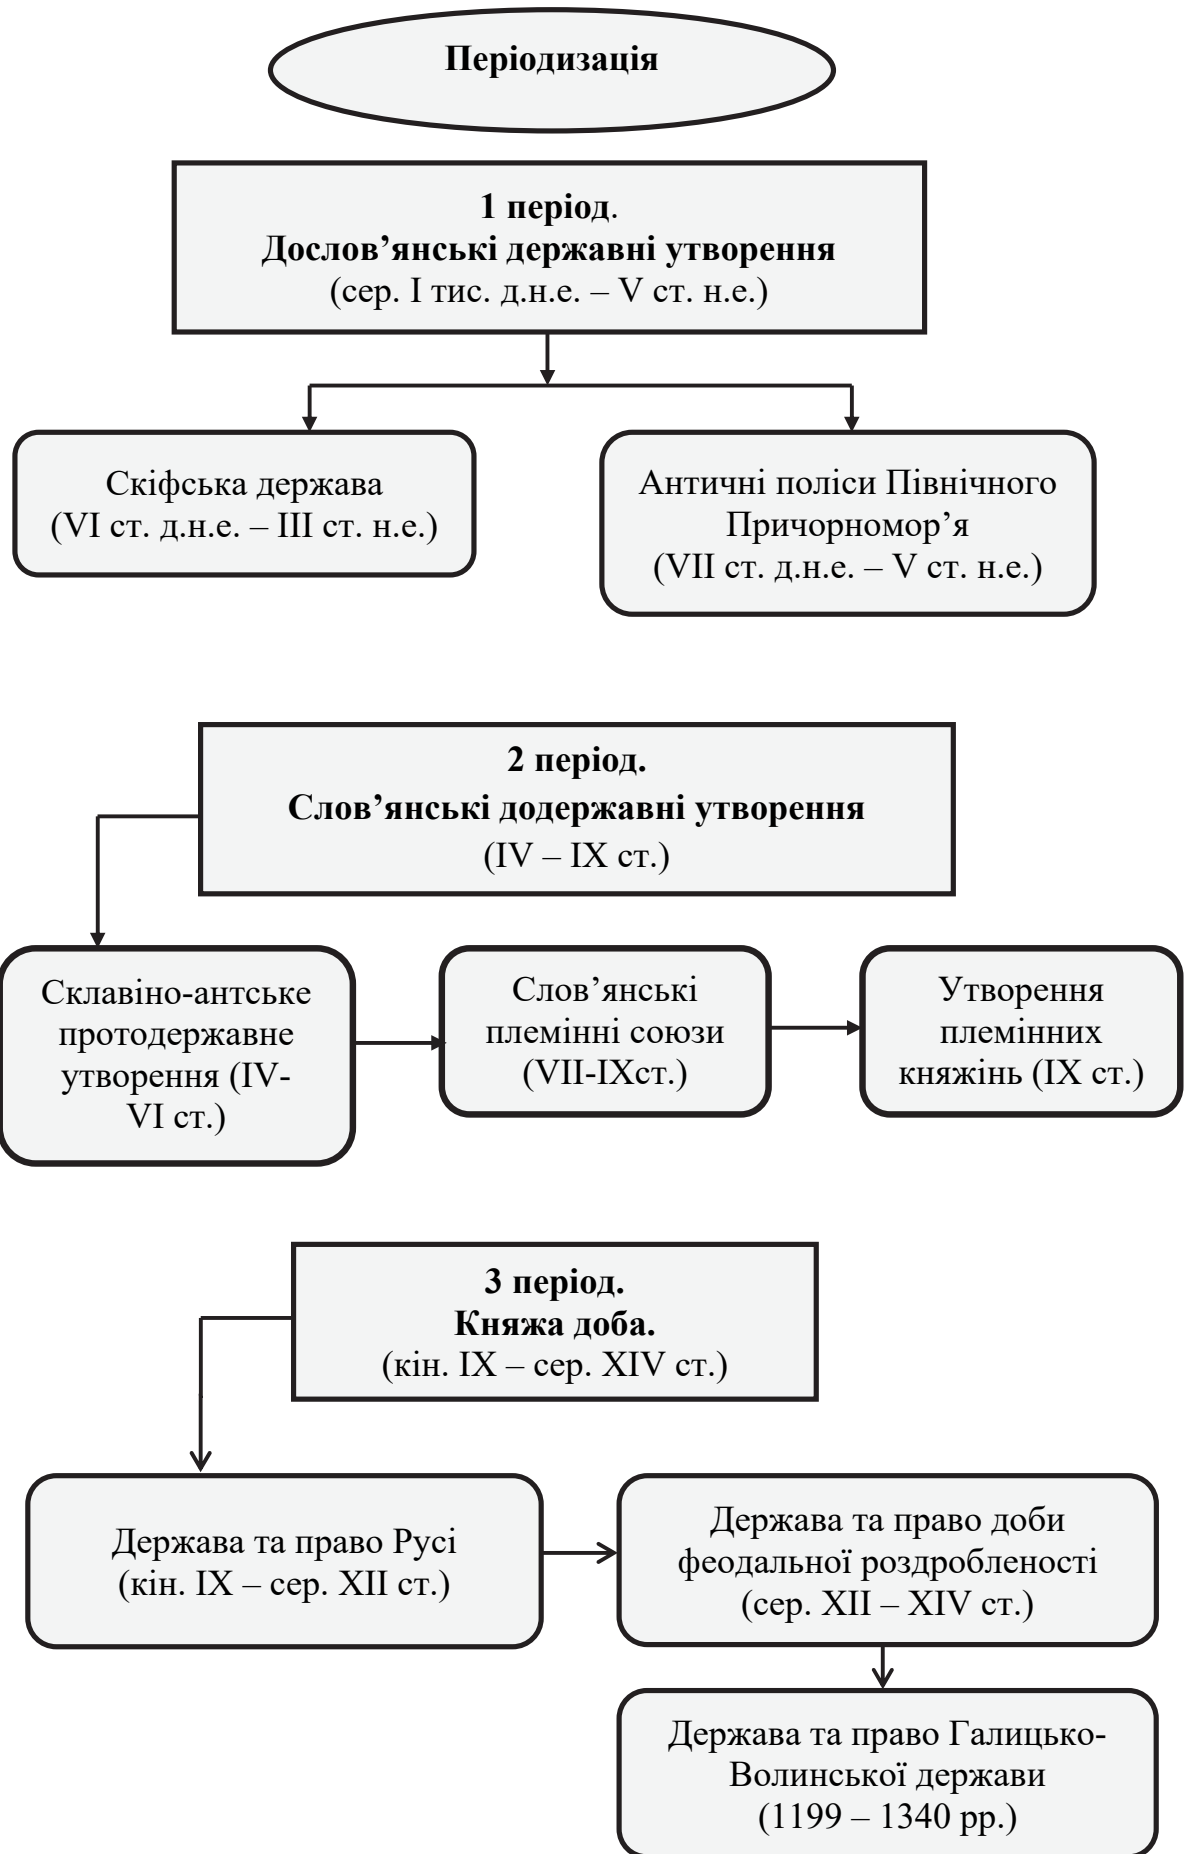 Періодизація
1 період.
Дослов’янські державні утворення
(сер. І тис. д.н.е. – V ст. н.е.)
Скіфська держава
(VI ст. д.н.е. – III ст. н.е.)
Античні поліси Північного
Причорномор’я
(VII ст. д.н.е. – V ст. н.е.)
2 період.
Слов’янські додержавні утворення
(IV – IX ст.)
Склавіно-антське
протодержавне
утворення (IV-
VI ст.)
Слов’янські
племінні союзи
(VII-IXст.)
Утворення
племінних
княжінь (IX ст.)
3 період.
Княжа доба.
(кін. IX – сер. XIV ст.)
Держава та право Русі
(кін. IX – сер. XII ст.)
Держава та право доби
феодальної роздробленості
(сер. XII – XIV ст.)
Держава та право Галицько-
Волинської держави
(1199 – 1340 рр.)